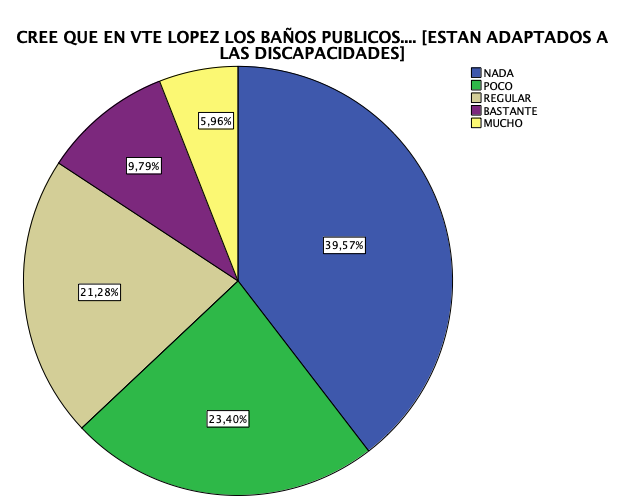 CREE QUE EN VTE LOPEZ LOS BAÑOS PUBLICOS.... [ESTAN ADAPTADOS A
LAS DISCAPACIDADES]
NADA
POCO
REGULAR
BASTANTE
MUCHO
5,96%
9,79%
39,57%
21,28%
23,40%